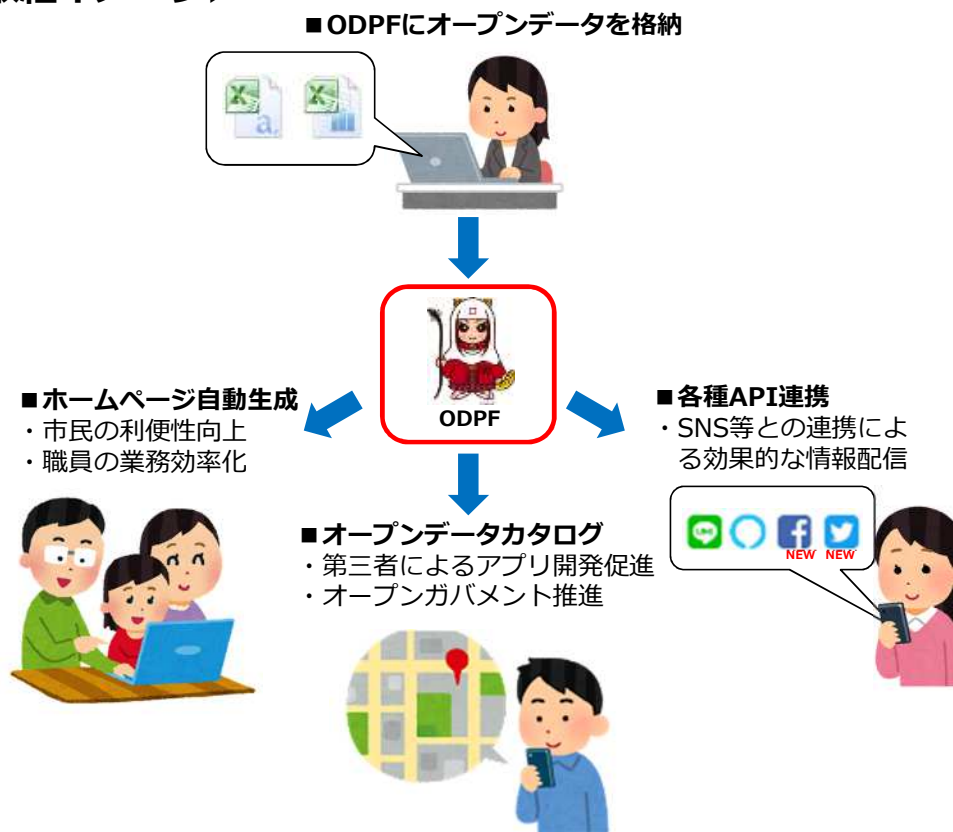 ■ODPFにオープンデータを格納
a.
ODPF
■ホームページ自動生成
・市民の利便性向上
・職員の業務効率化
■各種API連携
・SNS等との連携によ
る効果的な情報配信
LINE
NEW NEW
■オープンデータカタログ
・第三者によるアプリ開発促進
・オープンガバメント推進